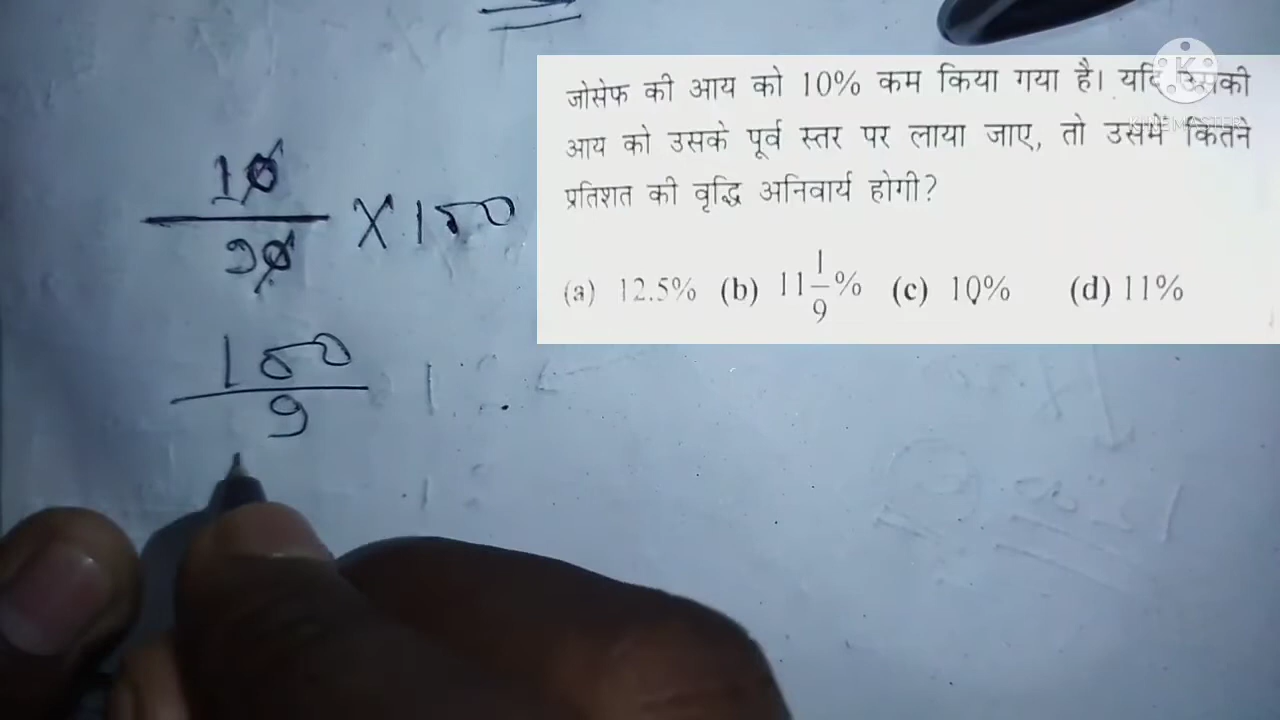 जोसेफ की आय को 10% कम किया गया है। यदि उसकी
आय को उसके पूर्व स्तर पर लाया जाए, तो उसमें कितने
प्रतिशत की वृद्धि अनिवार्य होगी?
(a) 12.5% (b) 11 1/9% (c) 10% (d) 11%
10/90 × 100
100/9
KINEMASTER